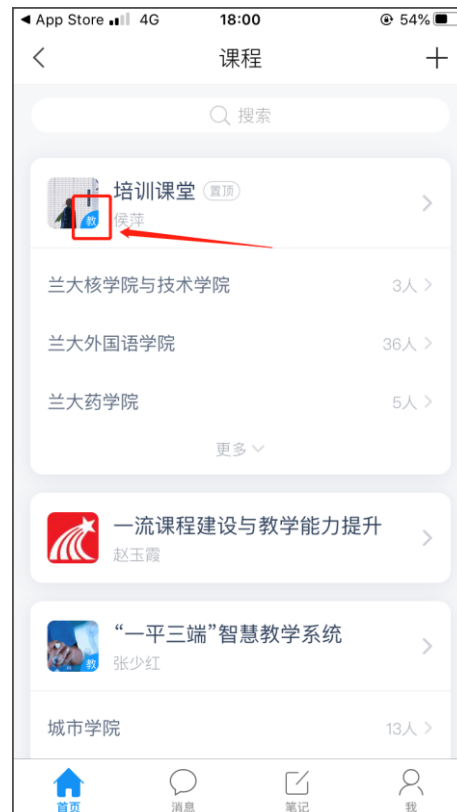 App Store 4G 18:00 54%
课程
搜索
培训课堂 置顶
教
侯萍
兰大核学院与技术学院 3人
兰大外国语学院 36人
兰大药学院 5人
更多
一流课程建设与教学能力提升
赵玉霞
“一平三端”智慧教学系统
教
张少红
城市学院 13人
首页 消息 笔记 我